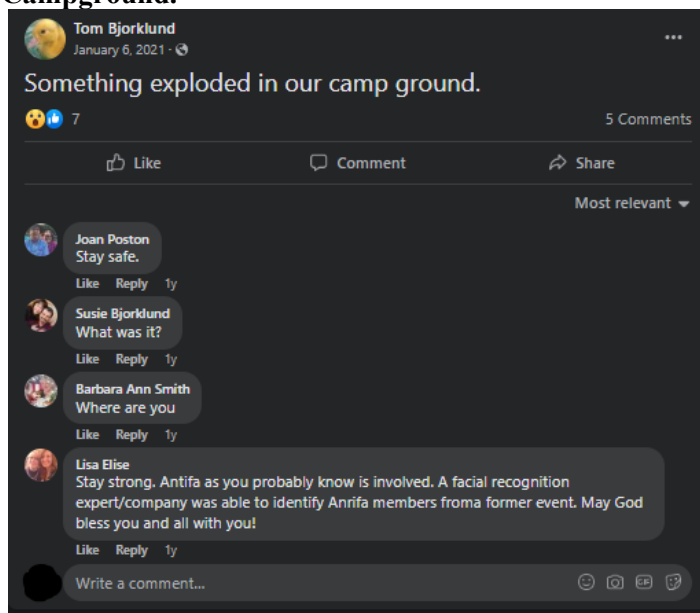 Campground.
Tom Bjorklund
January 6, 2021
Something exploded in our camp ground.
7
5 Comments
Like Comment Share
Most relevant
Joan Poston
Stay safe.
Like Reply 1y
Susie Bjorklund
What was it?
Like Reply 1y
Barbara Ann Smith
Where are you
Like Reply 1y
Lisa Elise
Stay strong. Antifa as you probably know is involved. A facial recognition
expert/company was able to identify Anrifa members froma former event. May God
bless you and all with you!
Like Reply 1y
Write a comment...
GIF